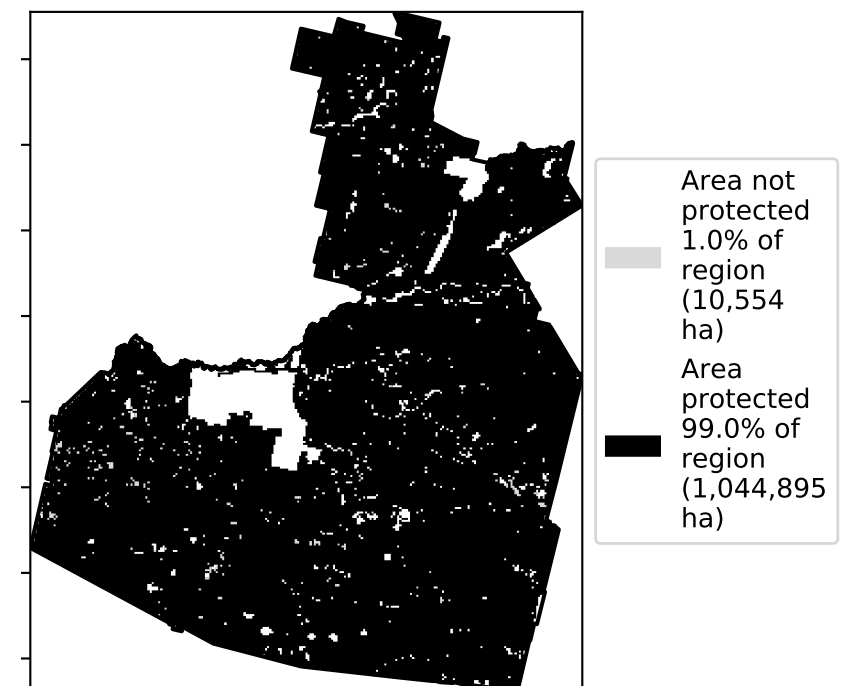 Area not
protected
1.0% of
region
(10,554
ha)
Area
protected
99.0% of
region
(1,044,895
ha)